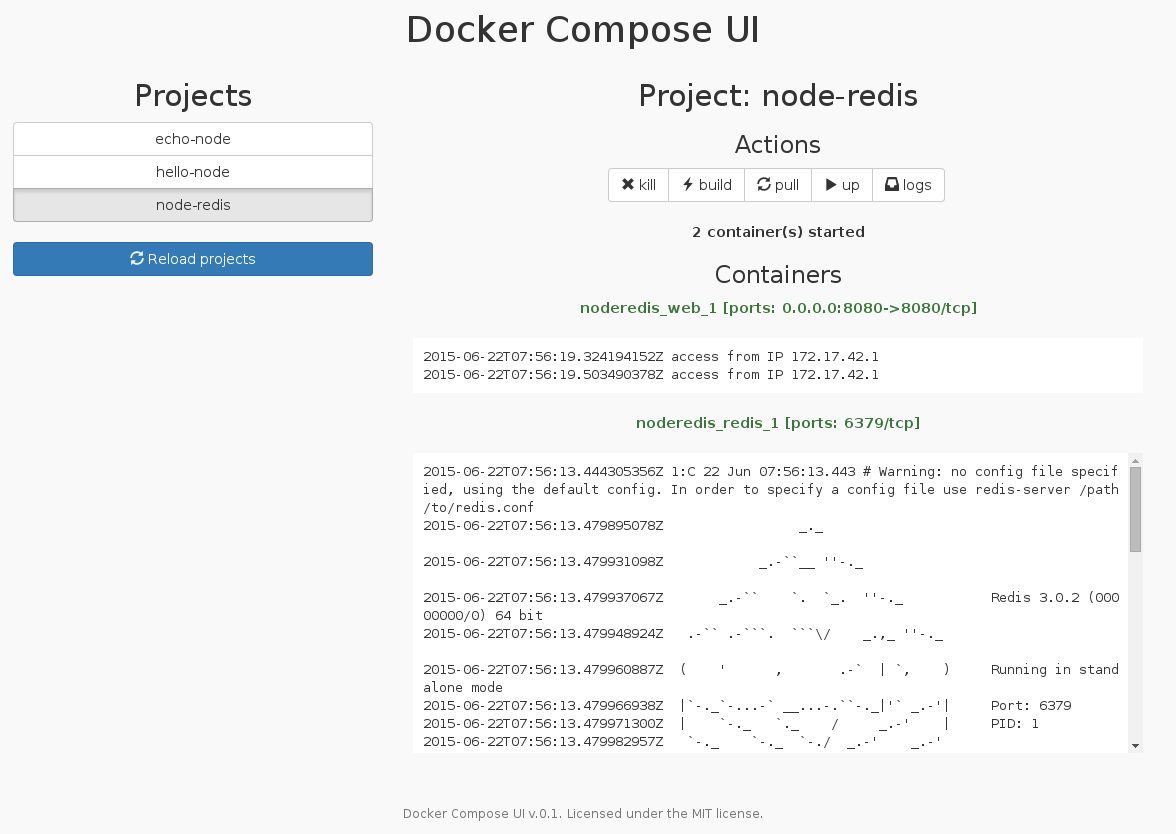 Docker Compose UI
Projects
echo-node
hello-node
node-redis
Reload projects
Project: node-redis
Actions
kill build pull up logs
2 container(s) started
Containers
noderedis_web_1 [ports: 0.0.0.0:8080->8080/tcp]
2015-06-22T07:56:19.324194152Z access from IP 172.17.42.1
2015-06-22T07:56:19.503490378Z access from IP 172.17.42.1
noderedis_redis_1 [ports: 6379/tcp]
2015-06-22T07:56:13.444305356Z 1:C 22 Jun 07:56:13.443 # Warning: no config file specif
ied, using the default config. In order to specify a config file use redis-server /path
/to/redis.conf
2015-06-22T07:56:13.479895078Z                 _._
2015-06-22T07:56:13.479931098Z            _.-``__ ''-._
2015-06-22T07:56:13.479937067Z       _.-``    `.  `_.  ''-._           Redis 3.0.2 (000
00000/0) 64 bit
2015-06-22T07:56:13.479948924Z   .-`` .-```.  ```\/    _.,_ ''-._
2015-06-22T07:56:13.479960887Z  (    '      ,       .-`  | `,    )     Running in stand
alone mode
2015-06-22T07:56:13.479966938Z  |`-._`-...-` __...-.``-._|'` _.-'|     Port: 6379
2015-06-22T07:56:13.479971300Z  |    `-._   `._    /     _.-'    |     PID: 1
2015-06-22T07:56:13.479982957Z   `-._    `-._  `-./  _.-'    _.-'
Docker Compose UI v.0.1. Licensed under the MIT license.